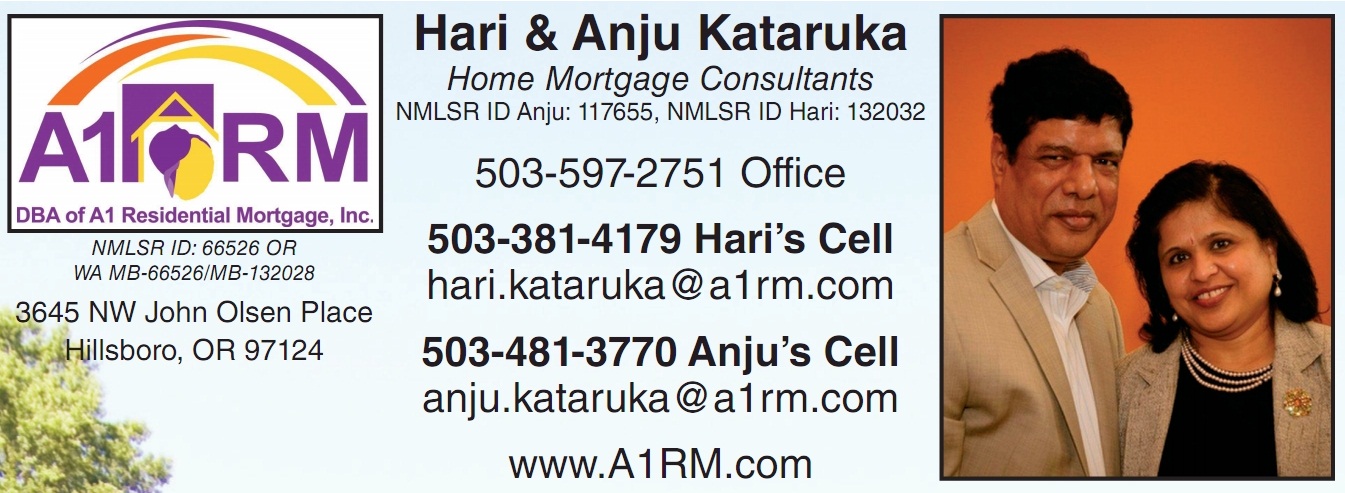 A1 RM
DBA of A1 Residential Mortgage, Inc.
NMLSR ID: 66526 OR
WA MB-66526/MB-132028
3645 NW John Olsen Place
Hillsboro, OR 97124
Hari & Anju Kataruka
Home Mortgage Consultants
NMLSR ID Anju: 117655, NMLSR ID Hari: 132032
503-597-2751 Office
503-381-4179 Hari’s Cell
hari.kataruka@a1rm.com
503-481-3770 Anju’s Cell
anju.kataruka@a1rm.com
www.A1RM.com